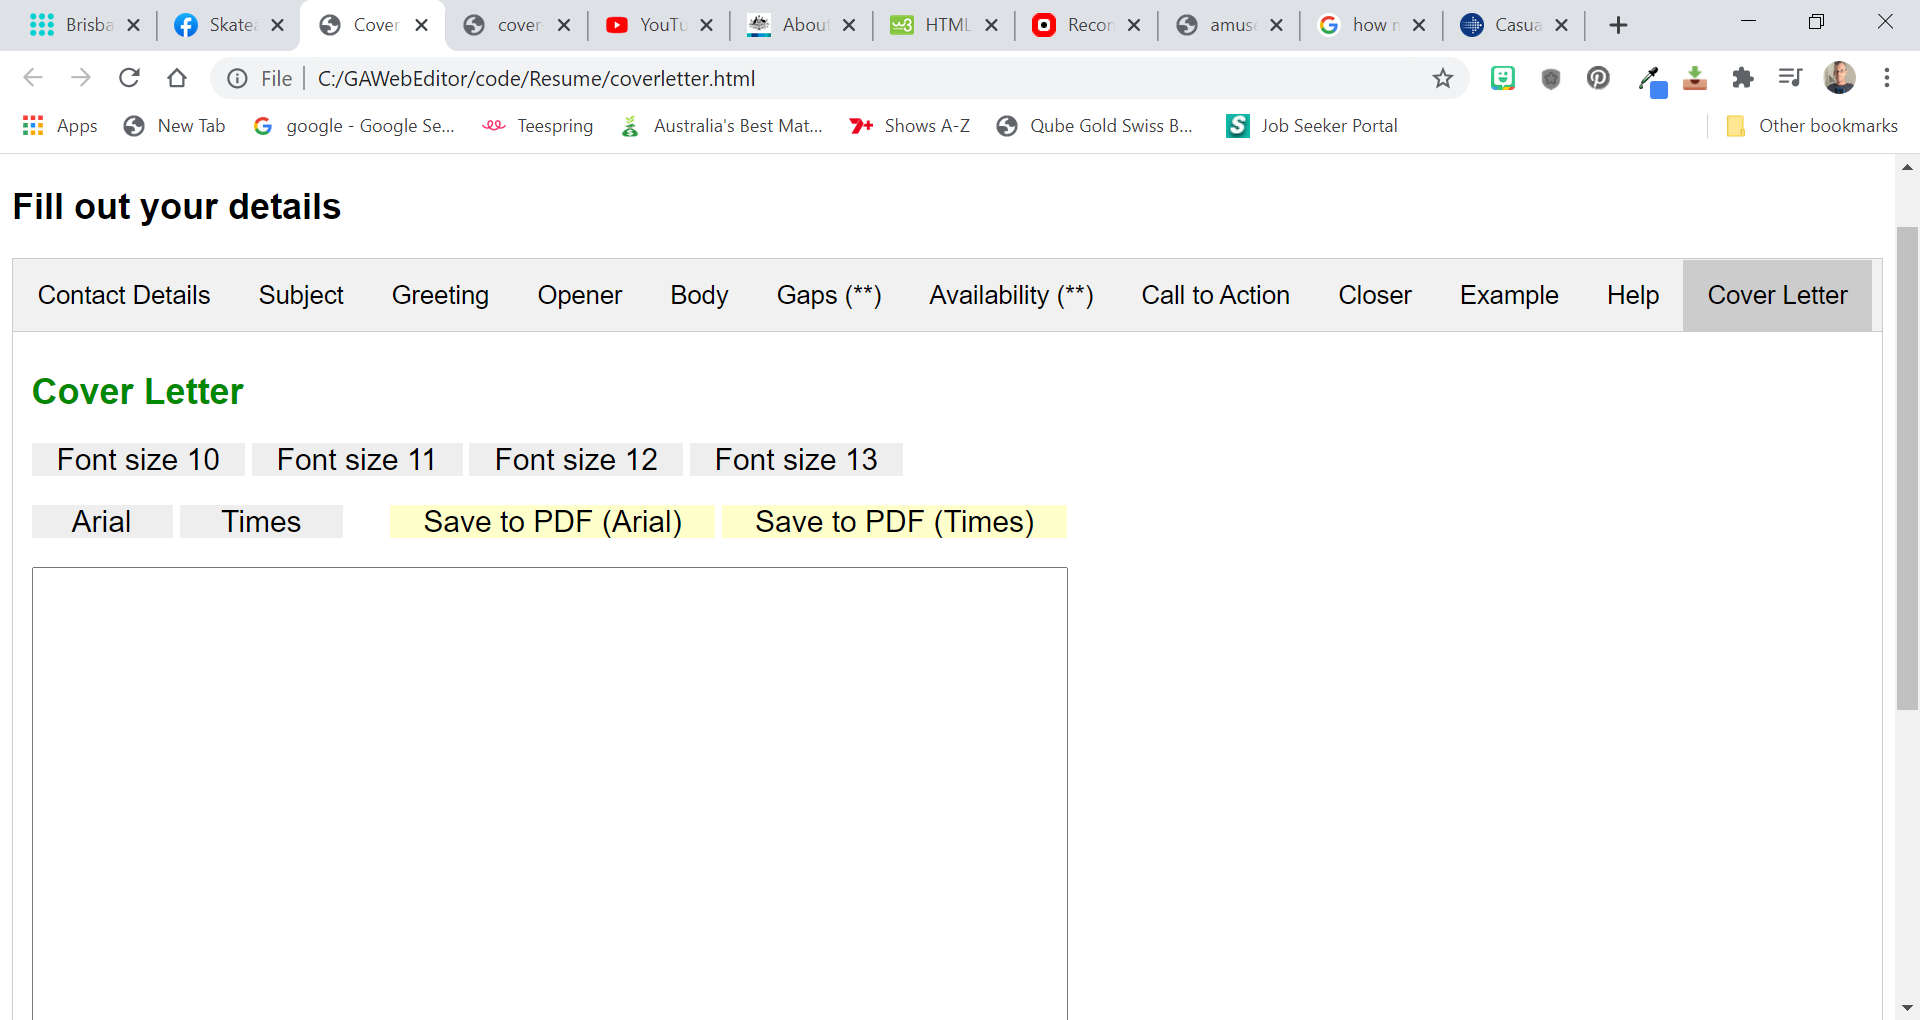 Brisba Skatea Cover cover YouTu About HTML Recor amuse how n Casua
File C:/GAWebEditor/code/Resume/coverletter.html
Apps New Tab google - Google Se... Teespring Australia's Best Mat... Shows A-Z Qube Gold Swiss B... Job Seeker Portal Other bookmarks
Fill out your details
Contact Details Subject Greeting Opener Body Gaps (**) Availability (**) Call to Action Closer Example Help Cover Letter
Cover Letter
Font size 10 Font size 11 Font size 12 Font size 13
Arial Times Save to PDF (Arial) Save to PDF (Times)